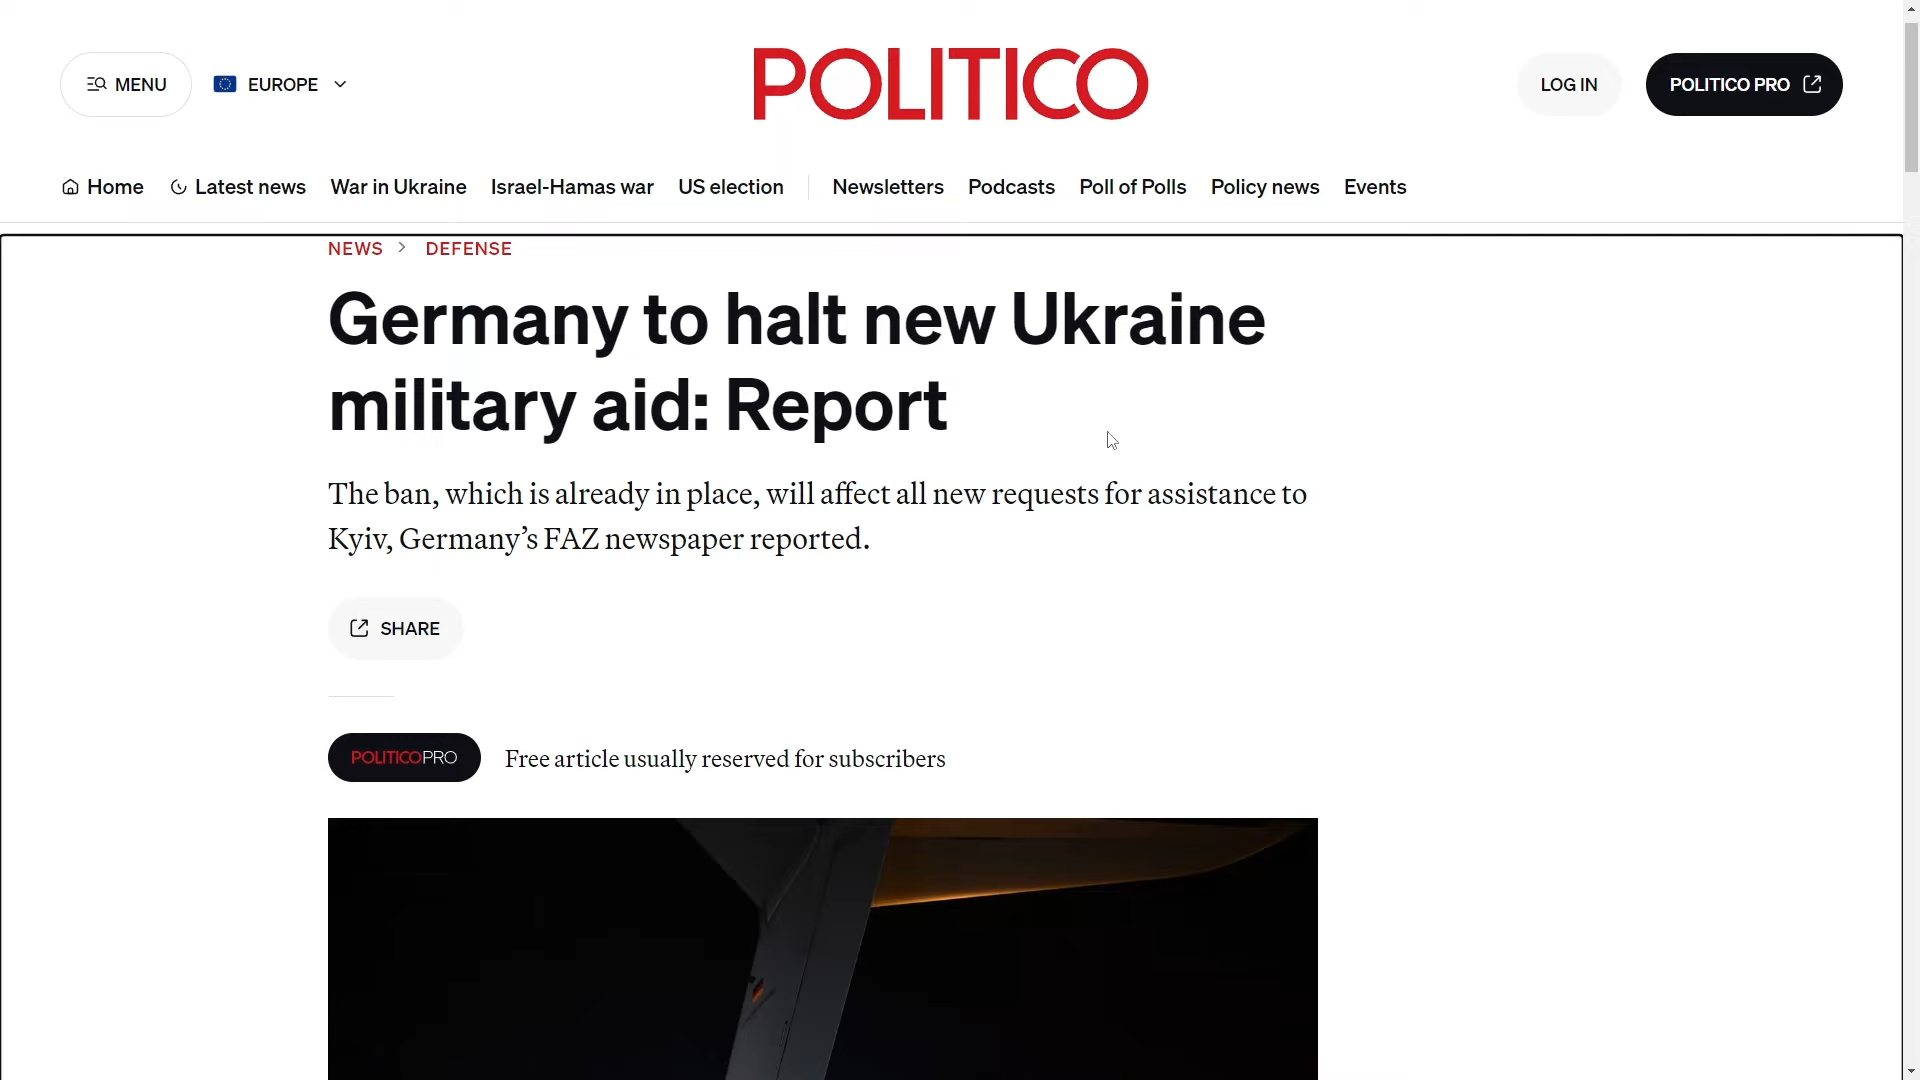 MENU
EUROPE
POLITICO
LOG IN
POLITICO PRO
Home
Latest news
War in Ukraine
Israel-Hamas war
US election
Newsletters
Podcasts
Poll of Polls
Policy news
Events
NEWS > DEFENSE
Germany to halt new Ukraine
military aid: Report
The ban, which is already in place, will affect all new requests for assistance to
Kyiv, Germany’s FAZ newspaper reported.
SHARE
POLITICOPRO
Free article usually reserved for subscribers